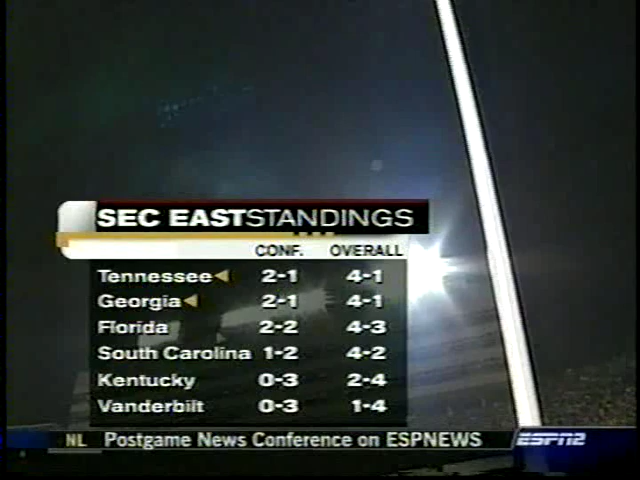 SEC EAST STANDINGS
CONF. OVERALL
Tennessee 2-1 4-1
Georgia 2-1 4-1
Florida 2-2 4-3
South Carolina 1-2 4-2
Kentucky 0-3 2-4
Vanderbilt 0-3 1-4
NL Postgame News Conference on ESPNEWS ESPN2